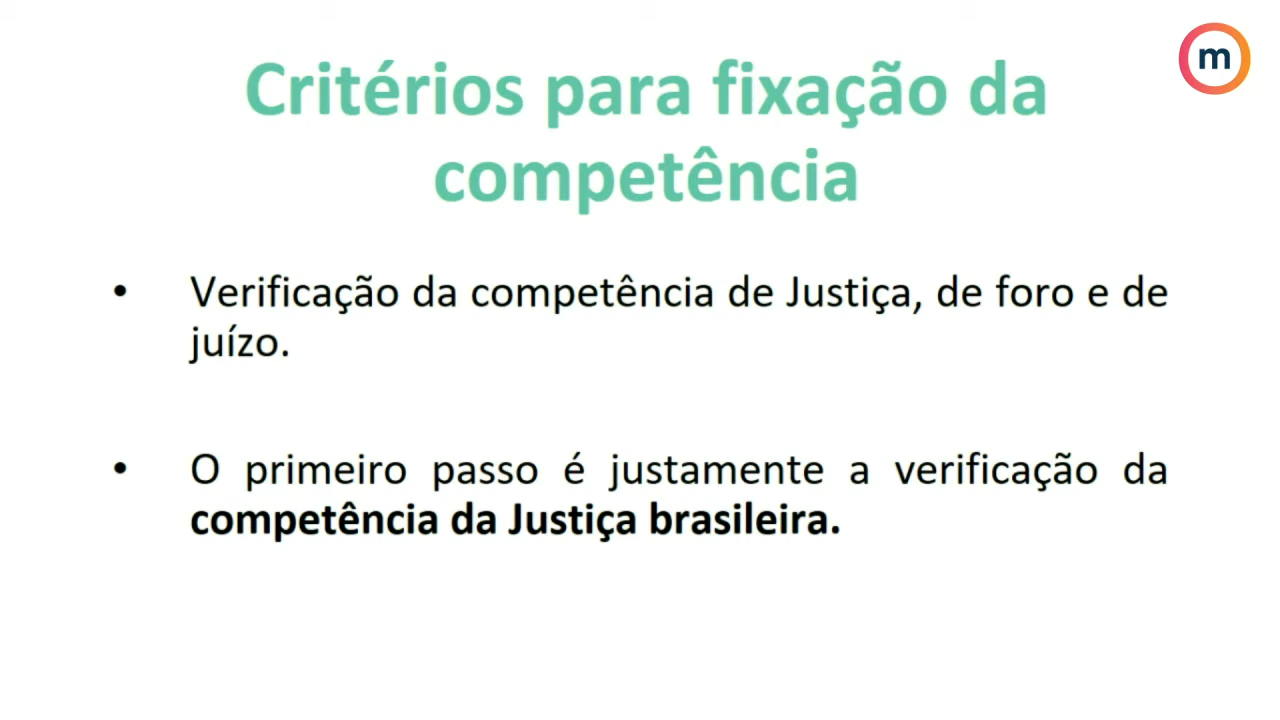 m
Critérios para fixação da
competência
• Verificação da competência de Justiça, de foro e de
juízo.
• O primeiro passo é justamente a verificação da
competência da Justiça brasileira.